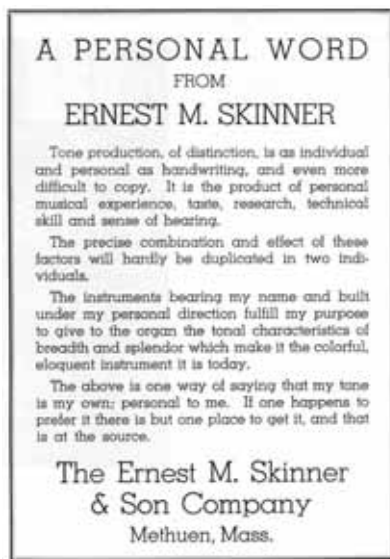 A PERSONAL WORD
FROM
ERNEST M. SKINNER
Tone production, of distinction, is as individual
and personal as handwriting, and even more
difficult to copy. It is the product of personal
musical experience, taste, research, technical
skill and sense of hearing.
The precise combination and effect of these
factors will hardly be duplicated in two indi-
viduals.
The instruments bearing my name and built
under my personal direction fulfill my purpose
to give to the organ the tonal characteristics of
breadth and splendor which make it the colorful,
eloquent instrument it is today.
The above is one way of saying that my tone
is my own; personal to me. If one happens to
prefer it there is but one place to get it, and that
is at the source.
The Ernest M. Skinner
& Son Company
Methuen, Mass.